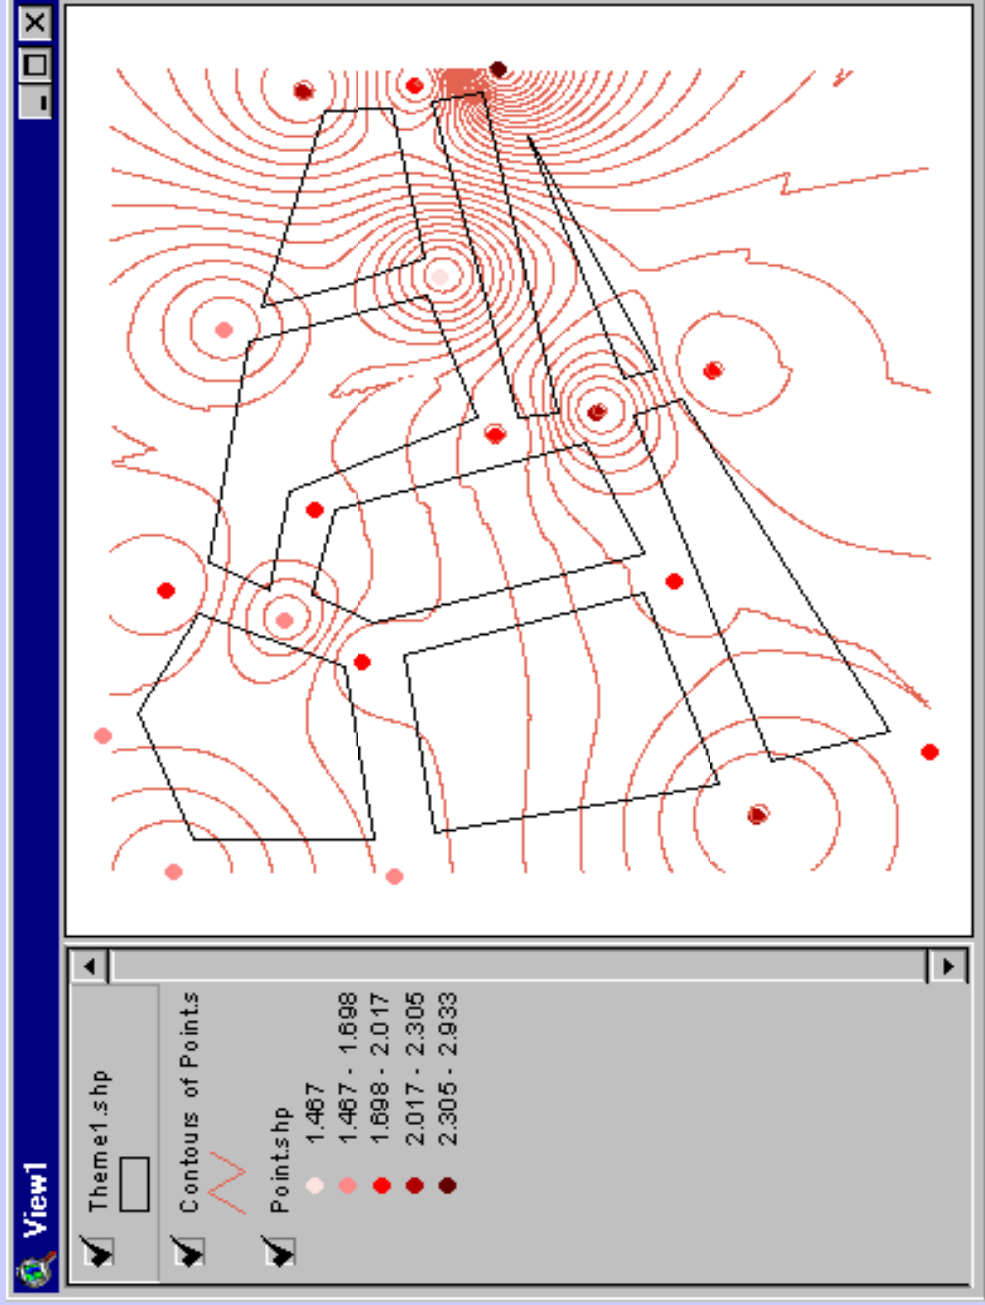 View1
Theme1.shp
Contours of Point.s
Point.shp
1.467
1.467 - 1.698
1.698 - 2.017
2.017 - 2.305
2.305 - 2.933